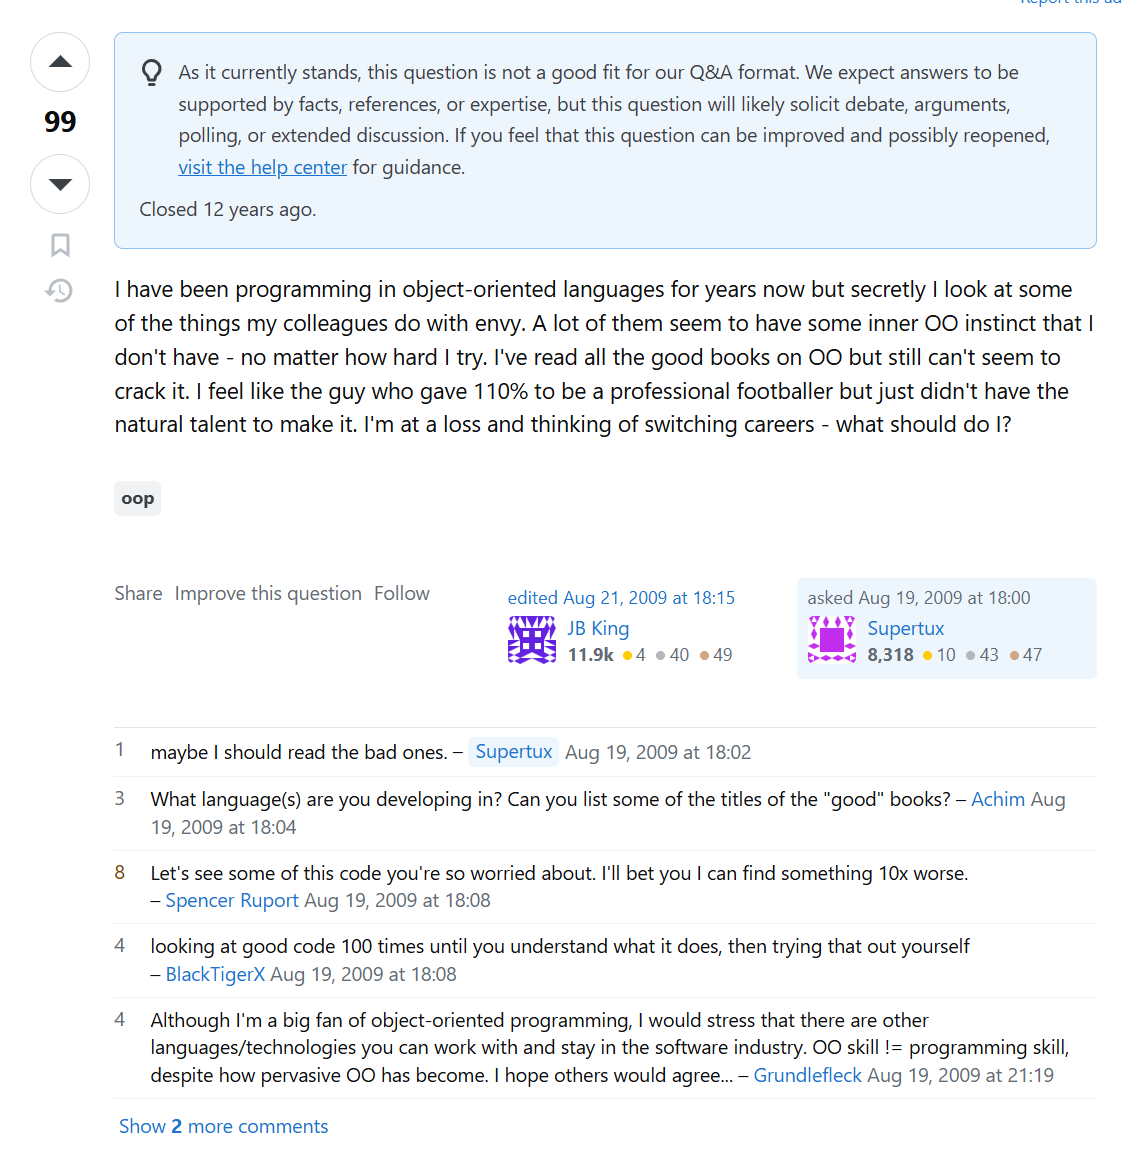 Report this ad
As it currently stands, this question is not a good fit for our Q&A format. We expect answers to be
supported by facts, references, or expertise, but this question will likely solicit debate, arguments,
polling, or extended discussion. If you feel that this question can be improved and possibly reopened,
visit the help center for guidance.
Closed 12 years ago.
99
I have been programming in object-oriented languages for years now but secretly I look at some
of the things my colleagues do with envy. A lot of them seem to have some inner OO instinct that I
don't have - no matter how hard I try. I've read all the good books on OO but still can't seem to
crack it. I feel like the guy who gave 110% to be a professional footballer but just didn't have the
natural talent to make it. I'm at a loss and thinking of switching careers - what should do I?
oop
Share Improve this question Follow
edited Aug 21, 2009 at 18:15
JB King
11.9k 4 40 49
asked Aug 19, 2009 at 18:00
Supertux
8,318 10 43 47
1 maybe I should read the bad ones. – Supertux Aug 19, 2009 at 18:02
3 What language(s) are you developing in? Can you list some of the titles of the "good" books? – Achim Aug
19, 2009 at 18:04
8 Let's see some of this code you're so worried about. I'll bet you I can find something 10x worse.
– Spencer Ruport Aug 19, 2009 at 18:08
4 looking at good code 100 times until you understand what it does, then trying that out yourself
– BlackTigerX Aug 19, 2009 at 18:08
4 Although I'm a big fan of object-oriented programming, I would stress that there are other
languages/technologies you can work with and stay in the software industry. OO skill != programming skill,
despite how pervasive OO has become. I hope others would agree... – Grundlefleck Aug 19, 2009 at 21:19
Show 2 more comments